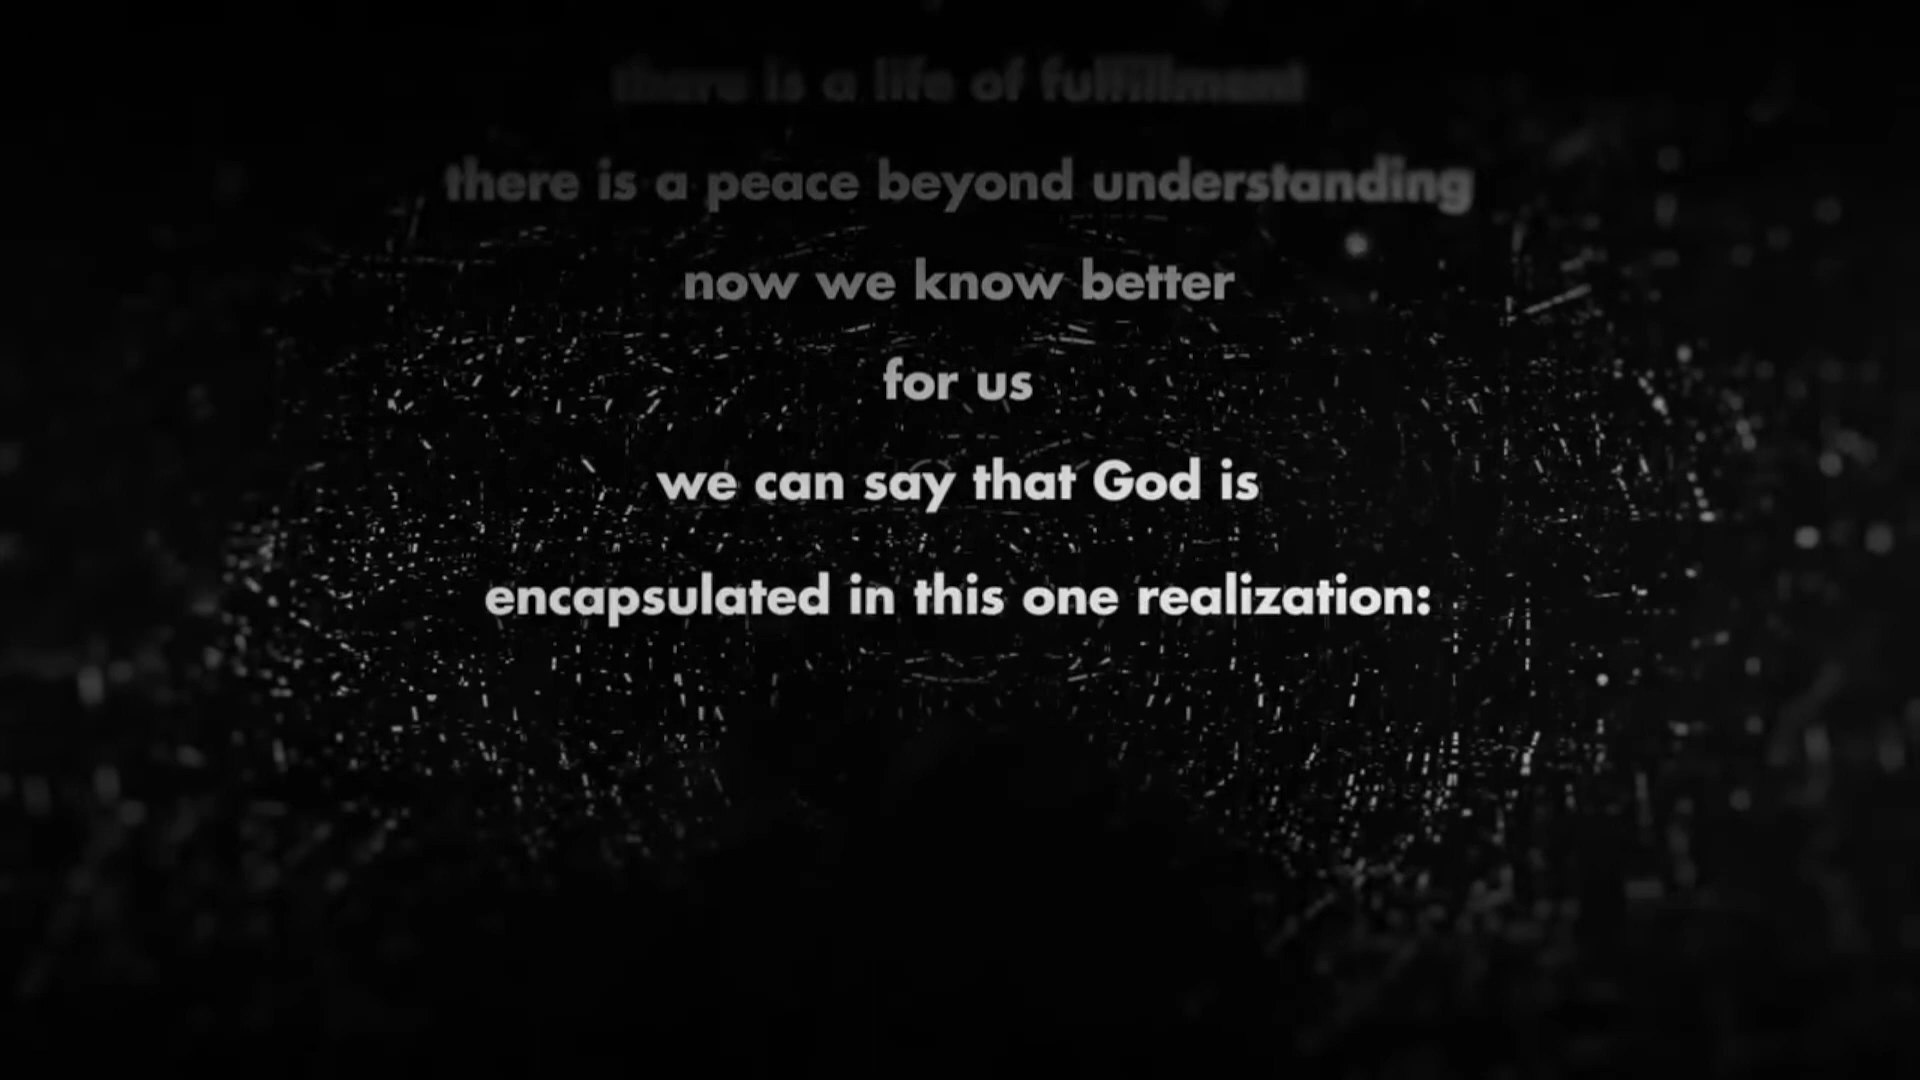 there is a life of fulfillment
there is a peace beyond understanding
now we know better
for us
we can say that God is
encapsulated in this one realization: